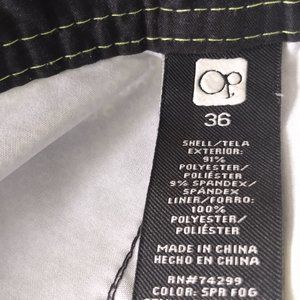 Op.
36
SHELL/TELA
EXTERIOR:
91%
POLYESTER/
POLIÉSTER
9% SPANDEX/
SPÁNDEX
LINER/FORRO:
100%
POLYESTER/
POLIÉSTER
MADE IN CHINA
HECHO EN CHINA
RN#74299
COLOR: SPR FOG